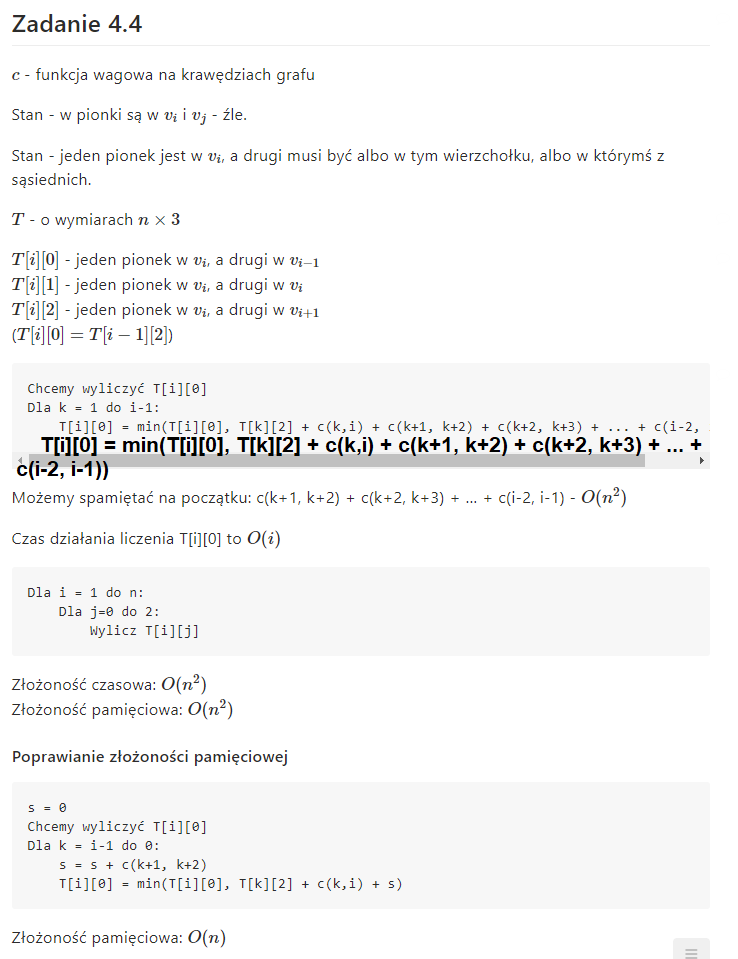 Zadanie 4.4
c - funkcja wagowa na krawędziach grafu
Stan - w pionki są w v_i i v_j - źle.
Stan - jeden pionek jest w v_i, a drugi musi być albo w tym wierzchołku, albo w którymś z
sąsiednich.
T - o wymiarach n × 3
T[i][0] - jeden pionek w v_i, a drugi w v_{i−1}
T[i][1] - jeden pionek w v_i, a drugi w v_i
T[i][2] - jeden pionek w v_i, a drugi w v_{i+1}
(T[i][0] = T[i − 1][2])
Chcemy wyliczyć T[i][0]
Dla k = 1 do i-1:
T[i][0] = min(T[i][0], T[k][2] + c(k,i) + c(k+1, k+2) + c(k+2, k+3) + ... + c(i-2,
T[i][0] = min(T[i][0], T[k][2] + c(k,i) + c(k+1, k+2) + c(k+2, k+3) + ... +
c(i-2, i-1))
Możemy spamiętać na początku: c(k+1, k+2) + c(k+2, k+3) + ... + c(i-2, i-1) - O(n²)
Czas działania liczenia T[i][0] to O(i)
Dla i = 1 do n:
Dla j=0 do 2:
Wylicz T[i][j]
Złożoność czasowa: O(n²)
Złożoność pamięciowa: O(n²)
Poprawianie złożoności pamięciowej
s = 0
Chcemy wyliczyć T[i][0]
Dla k = i-1 do 0:
s = s + c(k+1, k+2)
T[i][0] = min(T[i][0], T[k][2] + c(k,i) + s)
Złożoność pamięciowa: O(n)